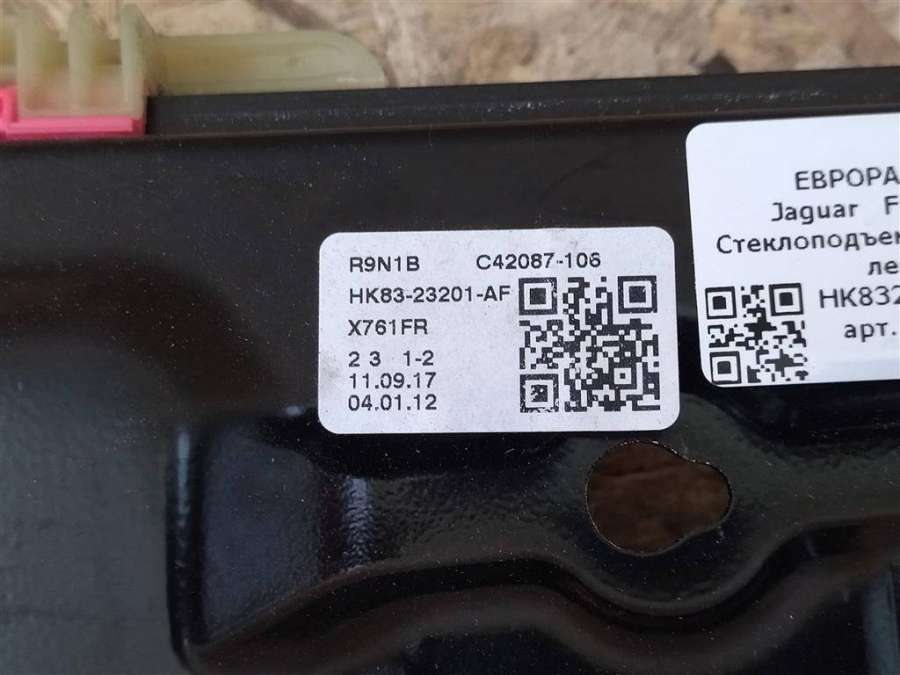 R9N1B C42087-106
HK83-23201-AF
X761FR
2 3 1-2
11.09.17
04.01.12
ЕВРОРА
Jaguar F
Стеклоподъем
ле
HK832
арт.